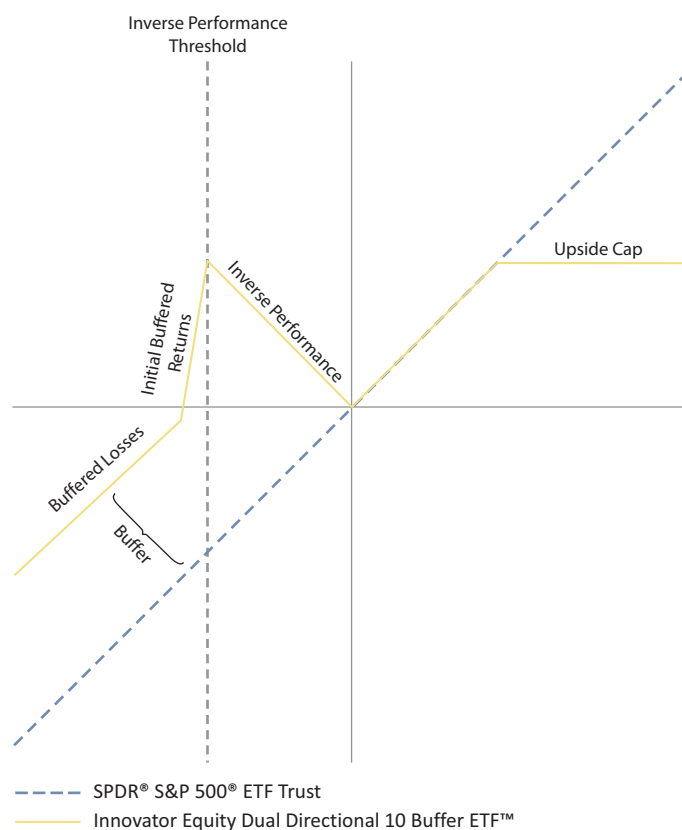 Inverse Performance
Threshold
Upside Cap
Inverse Performance
Initial Buffered
Returns
Buffered Losses
Buffer
SPDR® S&P 500® ETF Trust
Innovator Equity Dual Directional 10 Buffer ETF™